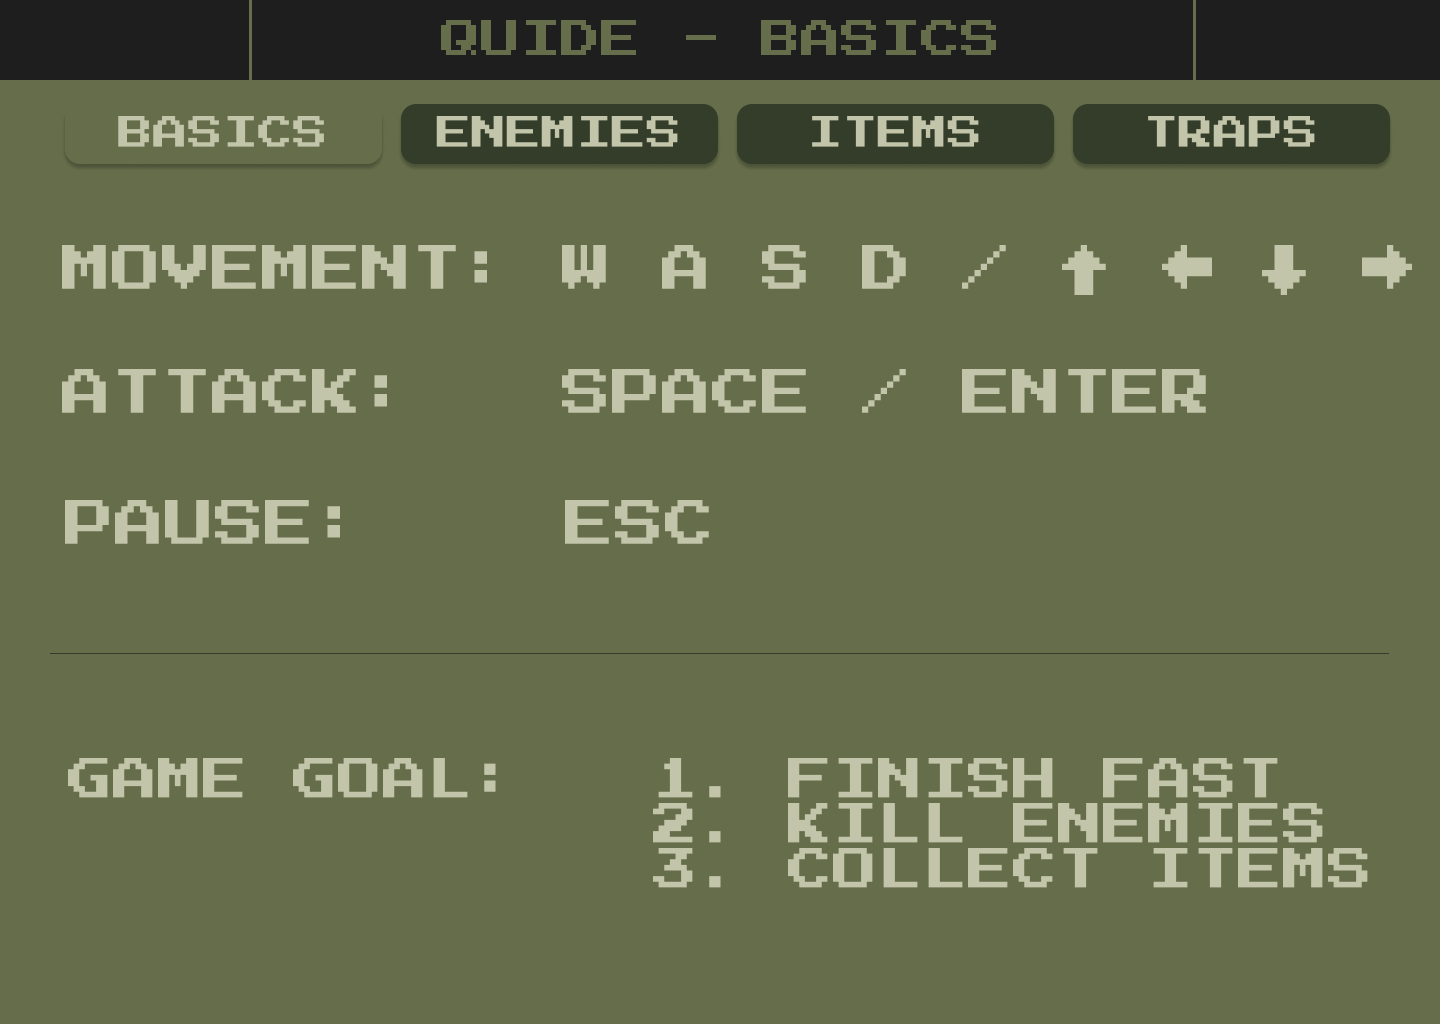 QUIDE - BASICS
BASICS ENEMIES ITEMS TRAPS
MOVEMENT: W A S D / ↑ ← ↓ →
ATTACK: SPACE / ENTER
PAUSE: ESC
GAME GOAL: 1. FINISH FAST
2. KILL ENEMIES
3. COLLECT ITEMS